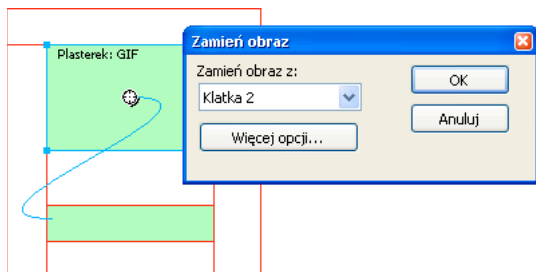 Plasterek: GIF
Zamień obraz
Zamień obraz z:
Klatka 2
OK
Anuluj
Więcej opcji...